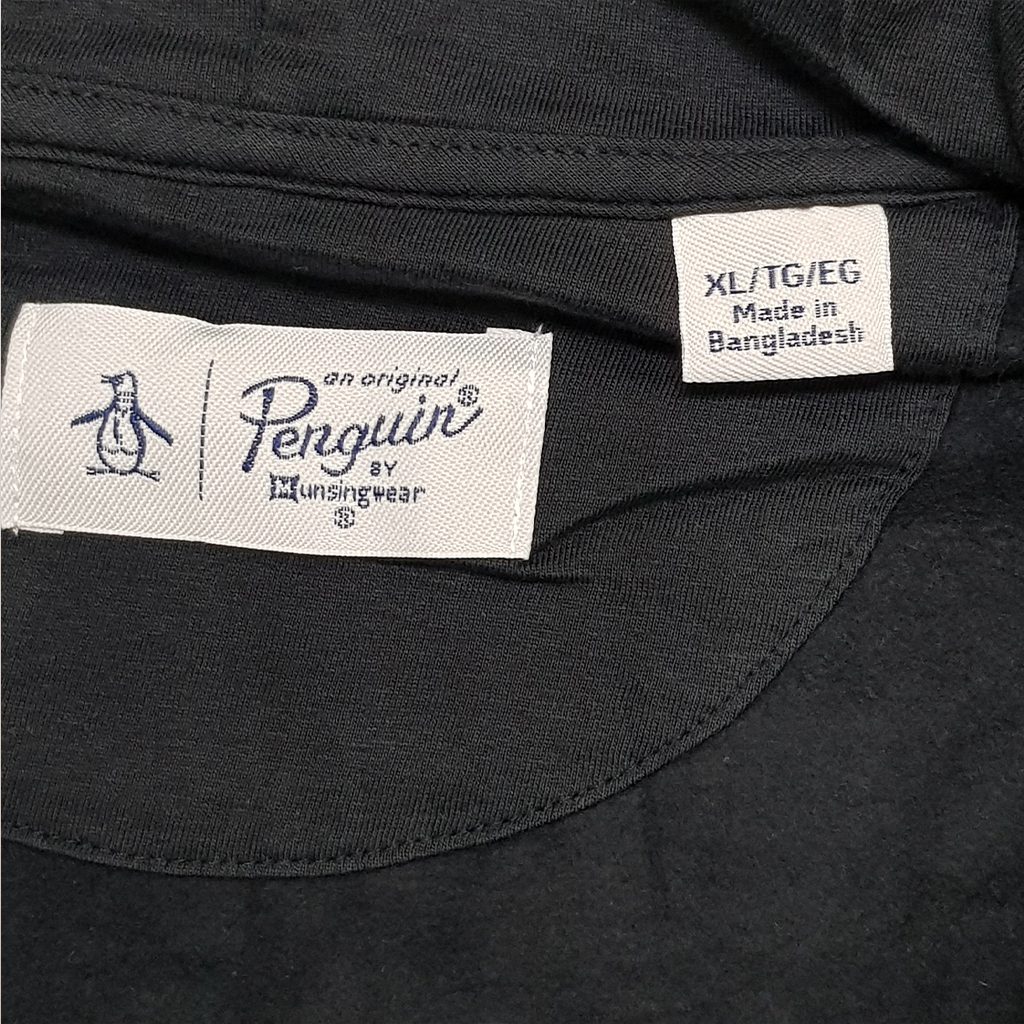 an original
Penguin®
BY
Munsingwear
®
XL/TG/EG
Made in
Bangladesh